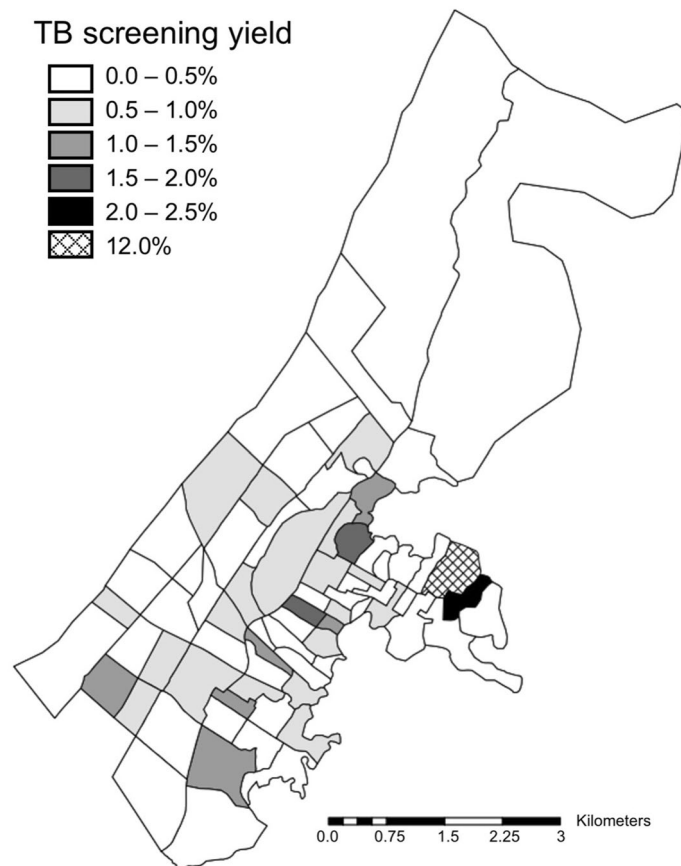 TB screening yield
0.0 – 0.5%
0.5 – 1.0%
1.0 – 1.5%
1.5 – 2.0%
2.0 – 2.5%
12.0%
Kilometers
0.0 0.75 1.5 2.25 3